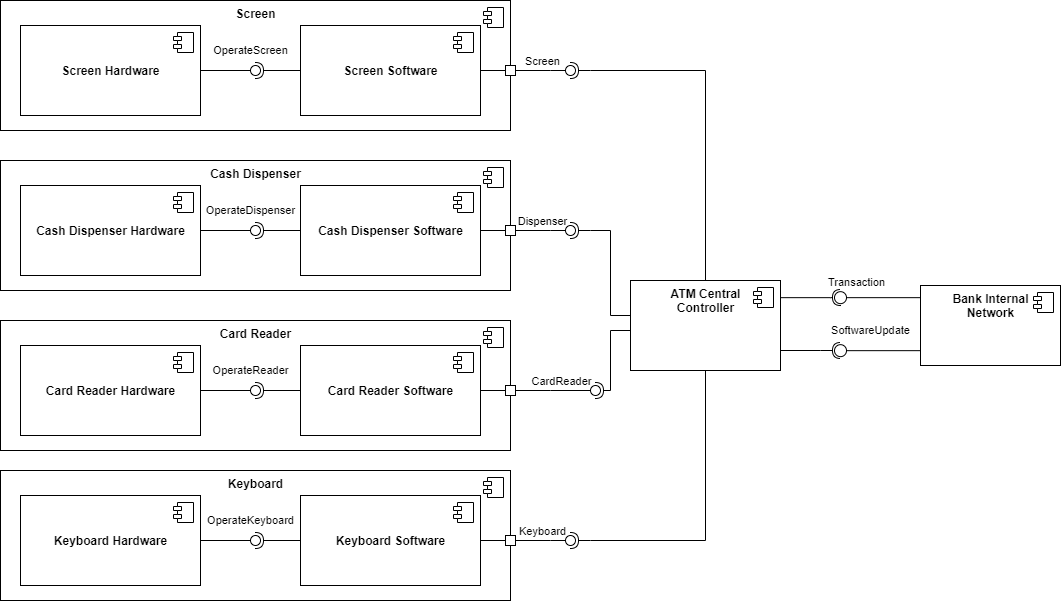 Screen
OperateScreen
Screen Hardware
Screen Software
Screen
Cash Dispenser
OperateDispenser
Cash Dispenser Hardware
Cash Dispenser Software
Dispenser
Card Reader
OperateReader
Card Reader Hardware
Card Reader Software
CardReader
Keyboard
OperateKeyboard
Keyboard Hardware
Keyboard Software
Keyboard
ATM Central
Controller
Transaction
SoftwareUpdate
Bank Internal
Network